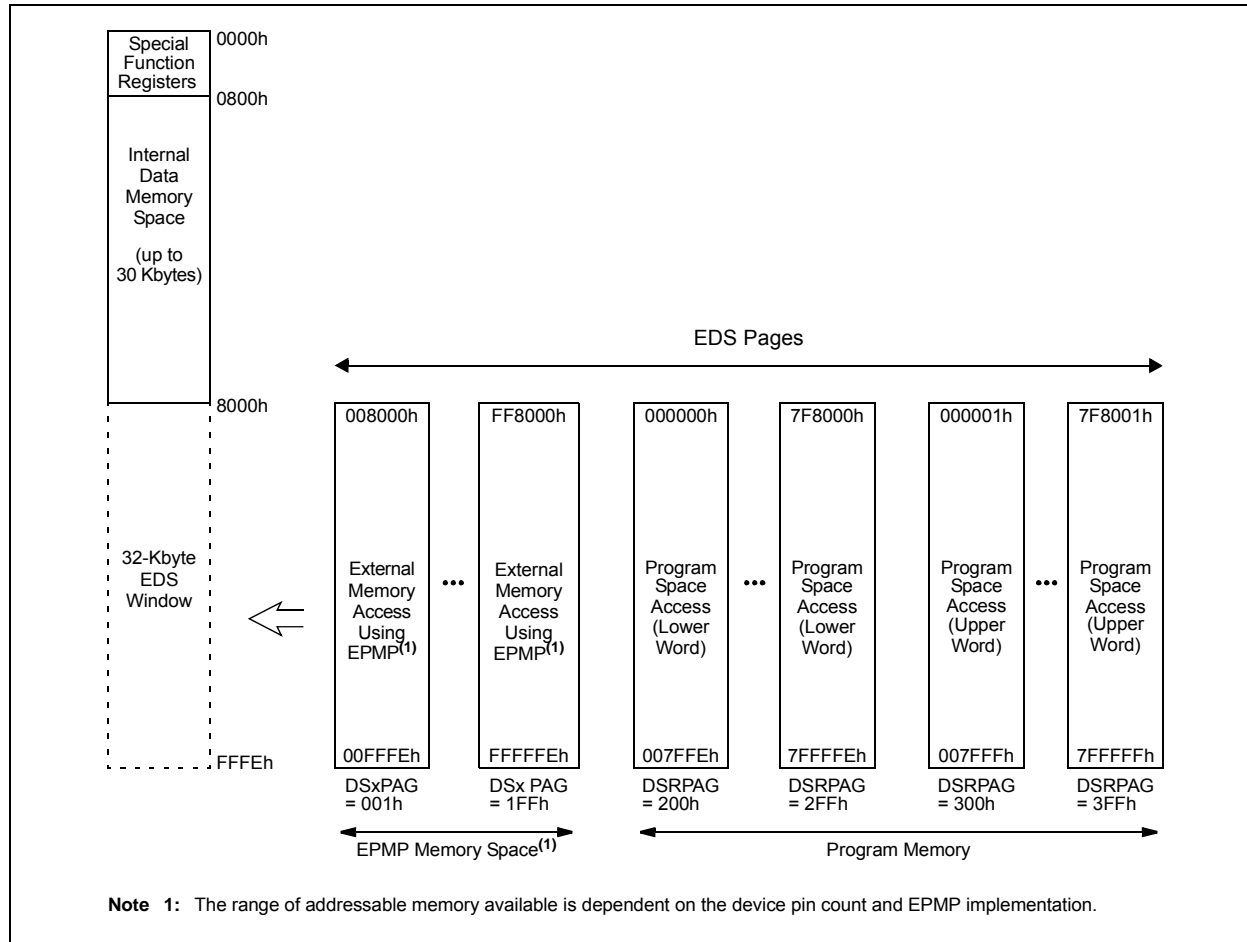 Special
Function
Registers
0000h
0800h
Internal
Data
Memory
Space
(up to
30 Kbytes)
8000h
32-Kbyte
EDS
Window
FFFEh
EDS Pages
008000h
External
Memory
Access
Using
EPMP(1)
00FFFEh
DSxPAG
= 001h
•••
FF8000h
External
Memory
Access
Using
EPMP(1)
FFFFFEh
DSx PAG
= 1FFh
EPMP Memory Space(1)
000000h
Program
Space
Access
(Lower
Word)
007FFEh
DSRPAG
= 200h
•••
7F8000h
Program
Space
Access
(Lower
Word)
7FFFFEh
DSRPAG
= 2FFh
000001h
Program
Space
Access
(Upper
Word)
007FFFh
DSRPAG
= 300h
•••
7F8001h
Program
Space
Access
(Upper
Word)
7FFFFFh
DSRPAG
= 3FFh
Program Memory
Note 1: The range of addressable memory available is dependent on the device pin count and EPMP implementation.